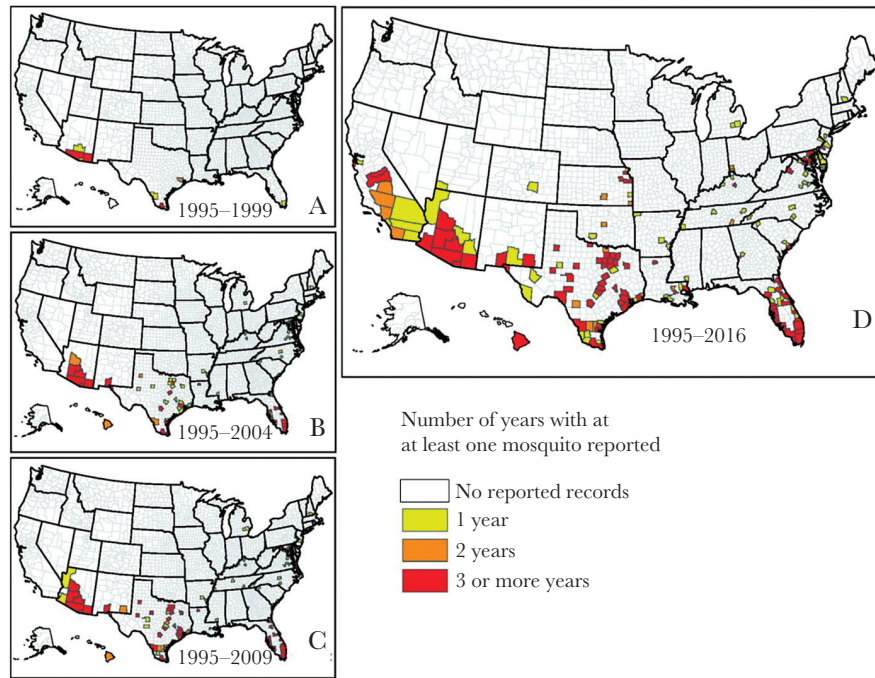 1995–1999
A
1995–2004
B
1995–2009
C
1995–2016
D
Number of years with at
at least one mosquito reported
No reported records
1 year
2 years
3 or more years